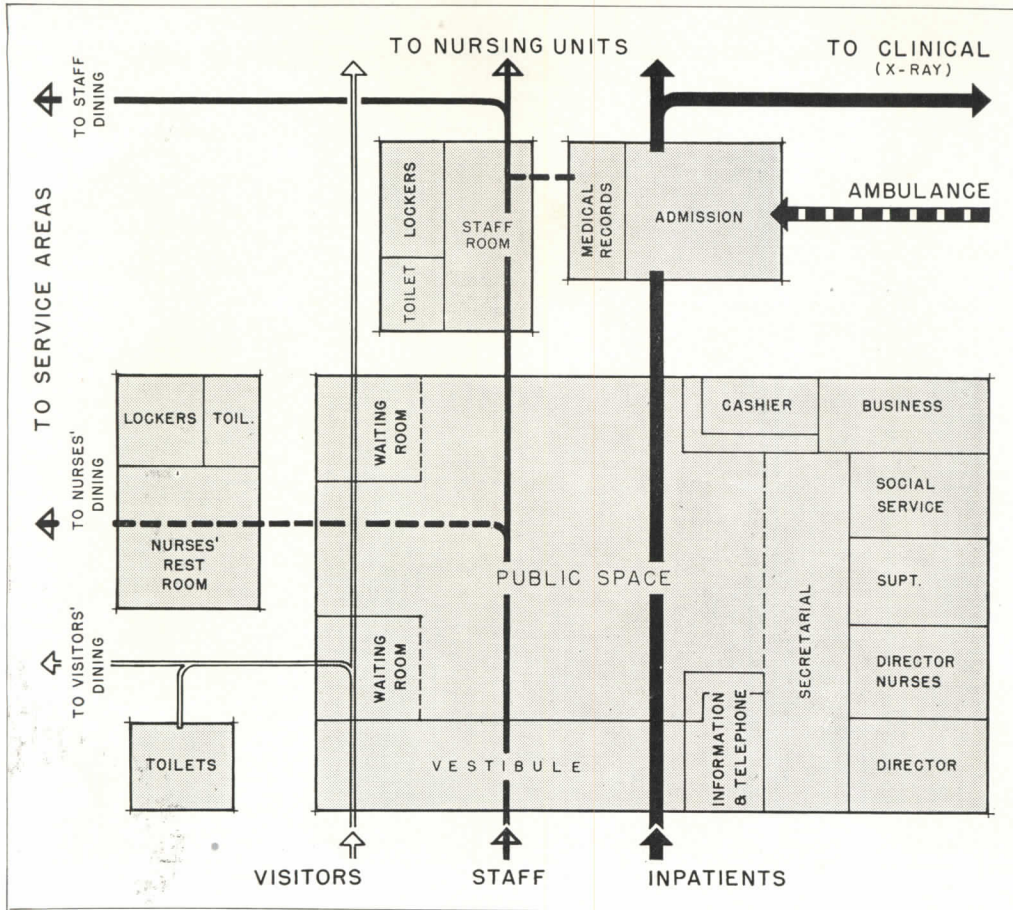 TO NURSING UNITS
TO CLINICAL
(X-RAY)
TO STAFF
DINING
AMBULANCE
LOCKERS
TOILET
STAFF
ROOM
MEDICAL
RECORDS
ADMISSION
TO SERVICE AREAS
LOCKERS
TOIL.
WAITING
ROOM
CASHIER
BUSINESS
TO NURSES'
DINING
NURSES'
REST
ROOM
SOCIAL
SERVICE
PUBLIC SPACE
SUPT.
SECRETARIAL
TO VISITORS'
DINING
WAITING
ROOM
DIRECTOR
NURSES
TOILETS
VESTIBULE
INFORMATION
& TELEPHONE
DIRECTOR
VISITORS
STAFF
INPATIENTS